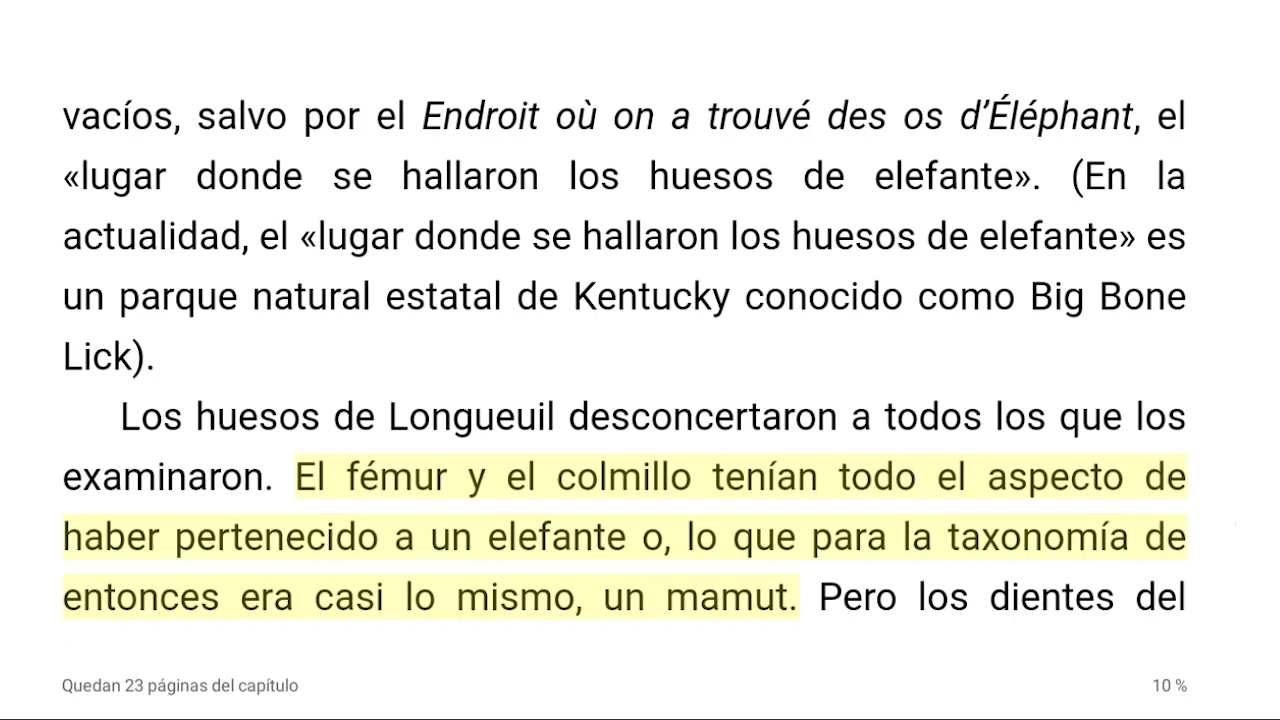 vacíos, salvo por el Endroit où on a trouvé des os d’Éléphant, el
«lugar donde se hallaron los huesos de elefante». (En la
actualidad, el «lugar donde se hallaron los huesos de elefante» es
un parque natural estatal de Kentucky conocido como Big Bone
Lick).
Los huesos de Longueuil desconcertaron a todos los que los
examinaron. El fémur y el colmillo tenían todo el aspecto de
haber pertenecido a un elefante o, lo que para la taxonomía de
entonces era casi lo mismo, un mamut. Pero los dientes del
Quedan 23 páginas del capítulo
10 %